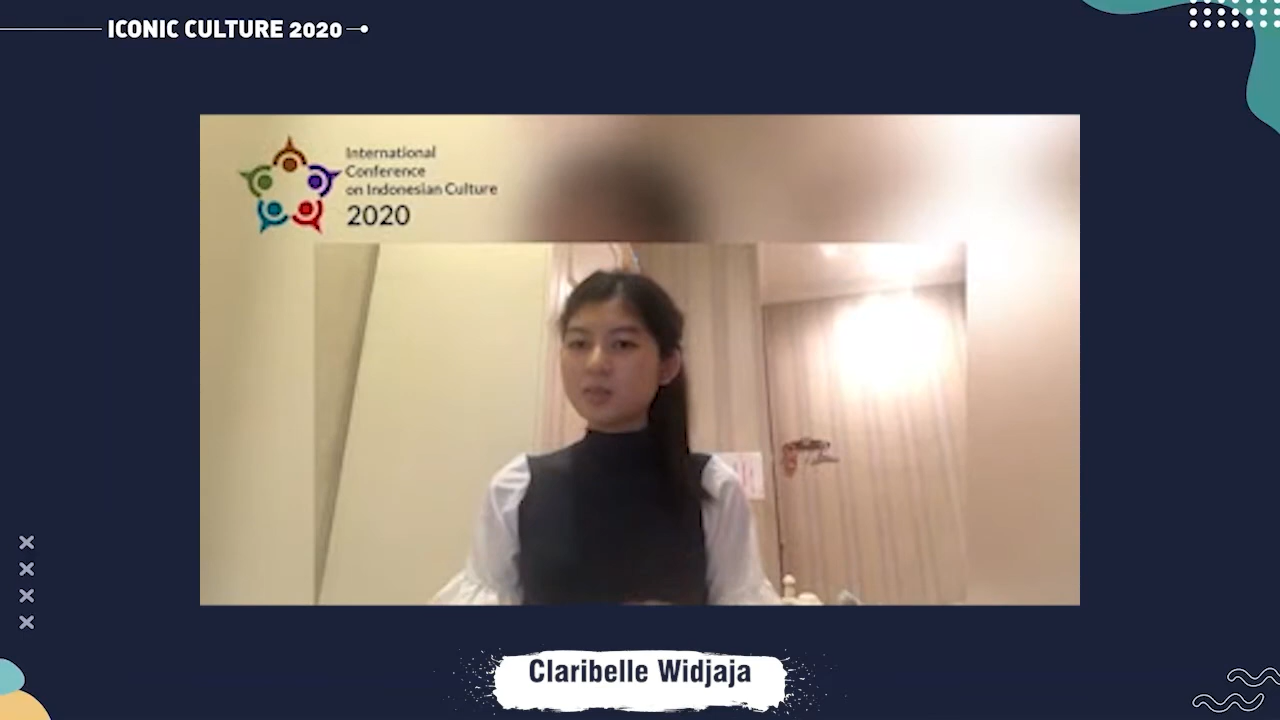 ICONIC CULTURE 2020
International
Conference
on Indonesian Culture
2020
Claribelle Widjaja